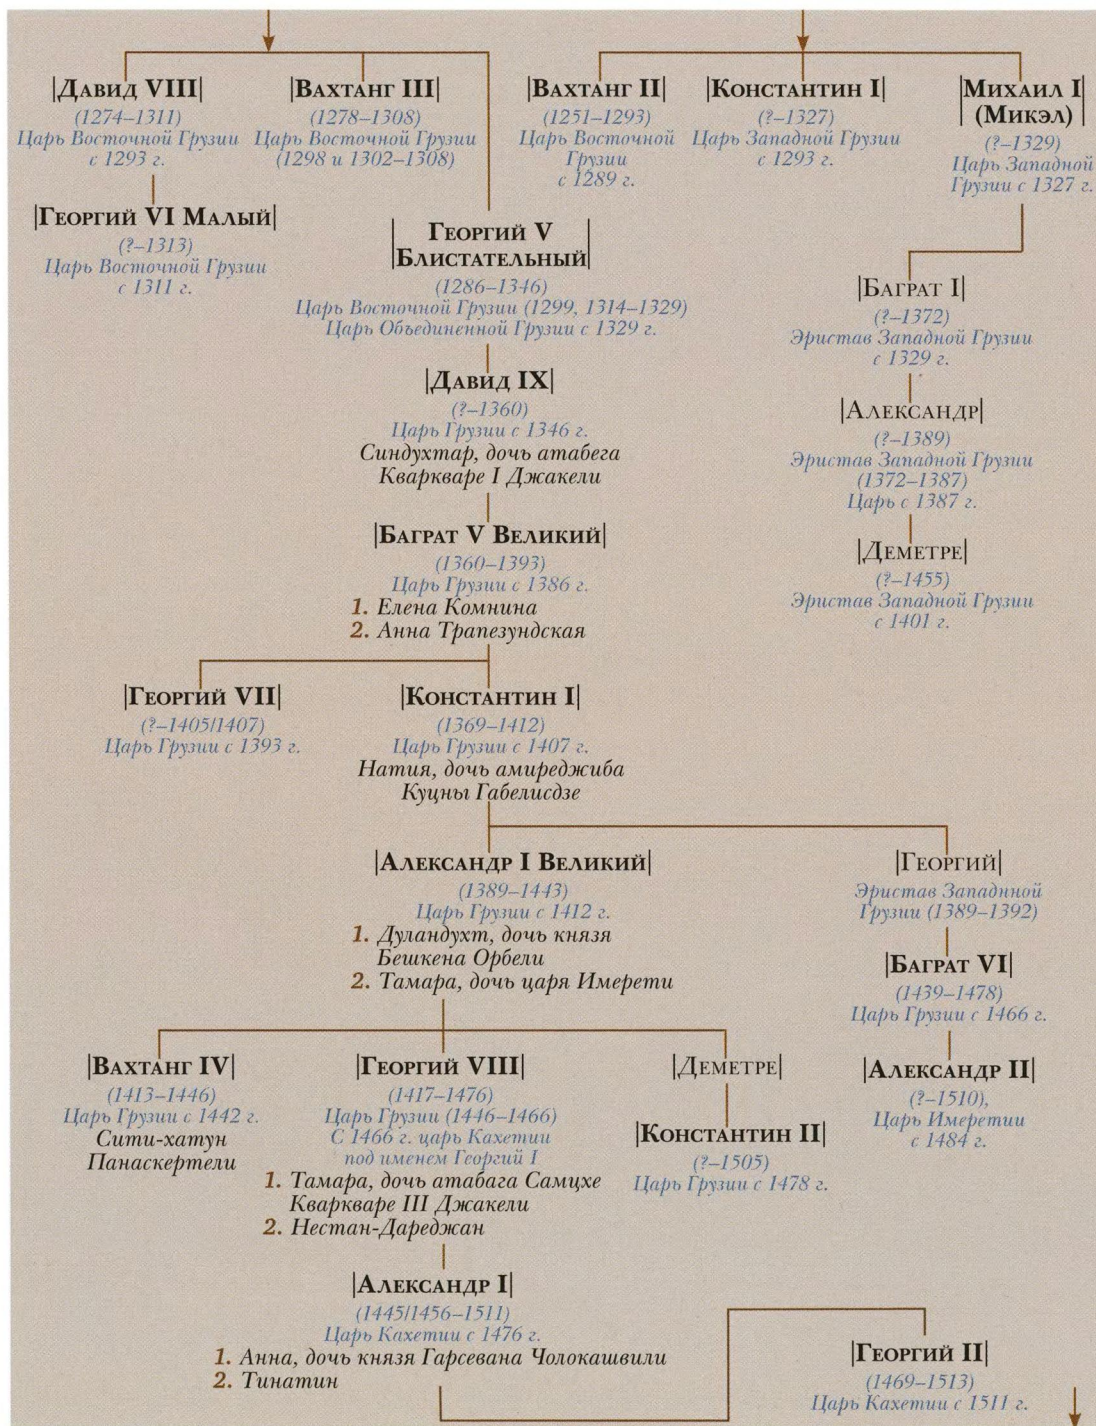 |Давид VIII|
(1274–1311)
Царь Восточной Грузии
с 1293 г.
|Вахтанг III|
(1278–1308)
Царь Восточной Грузии
(1298 и 1302–1308)
|Вахтанг II|
(1251–1293)
Царь Восточной
Грузии
с 1289 г.
|Константин I|
(?–1327)
Царь Западной Грузии
с 1293 г.
|Михаил I|
|(Микэл)|
(?–1329)
Царь Западной
Грузии с 1327 г.
|Георгий VI Малый|
(?–1313)
Царь Восточной Грузии
с 1311 г.
|Георгий V|
|Блистательный|
(1286–1346)
Царь Восточной Грузии (1299, 1314–1329)
Царь Объединенной Грузии с 1329 г.
|Баграт I|
(?–1372)
Эристав Западной Грузии
с 1329 г.
|Давид IX|
(?–1360)
Царь Грузии с 1346 г.
Синдухтар, дочь атабега
Кваркваре I Джакели
|Александр|
(?–1389)
Эристав Западной Грузии
(1372–1387)
Царь с 1387 г.
|Баграт V Великий|
(1360–1393)
Царь Грузии с 1386 г.
1. Елена Комнина
2. Анна Трапезундская
|Деметре|
(?–1455)
Эристав Западной Грузии
с 1401 г.
|Георгий VII|
(?–1405/1407)
Царь Грузии с 1393 г.
|Константин I|
(1369–1412)
Царь Грузии с 1407 г.
Натия, дочь амиреджиба
Куцны Габелисдзе
|Александр I Великий|
(1389–1443)
Царь Грузии с 1412 г.
1. Дуландухт, дочь князя
Бешкена Орбели
2. Тамара, дочь царя Имерети
|Георгий|
Эристав Западнной
Грузии (1389–1392)
|Баграт VI|
(1439–1478)
Царь Грузии с 1466 г.
|Вахтанг IV|
(1413–1446)
Царь Грузии с 1442 г.
Сити-хатун
Панаскертели
|Георгий VIII|
(1417–1476)
Царь Грузии (1446–1466)
С 1466 г. царь Кахетии
под именем Георгий I
1. Тамара, дочь атабага Самцхе
Кваркваре III Джакели
2. Нестан-Дареджан
|Деметре|
|Константин II|
(?–1505)
Царь Грузии с 1478 г.
|Александр II|
(?–1510),
Царь Имеретии
с 1484 г.
|Александр I|
(1445/1456–1511)
Царь Кахетии с 1476 г.
1. Анна, дочь князя Гарсевана Чолокашвили
2. Тинатин
|Георгий II|
(1469–1513)
Царь Кахетии с 1511 г.